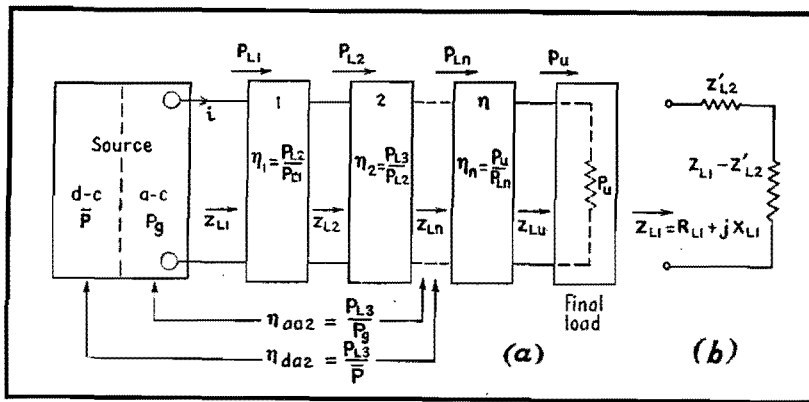 P_L1 P_L2 P_Ln P_u
1 2 η
i
Source
d-c P̅
a-c P_g
η_1 = P_L2/P_L1
η_2 = P_L3/P_L2
η_n = P_u/P_Ln
P_u
Z_L1 Z_L2 Z_Ln Z_Lu
Final load
η_aa2 = P_L3/P_g
η_da2 = P_L3/P̅
(a)
Z'_L2
Z_L1 - Z'_L2
Z_L1 = R_L1 + j X_L1
(b)